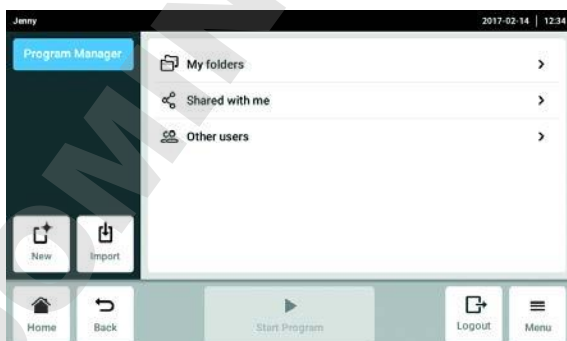 Jenny 2017-02-14 | 12:34
Program Manager
My folders
Shared with me
Other users
New Import
Home Back Start Program Logout Menu